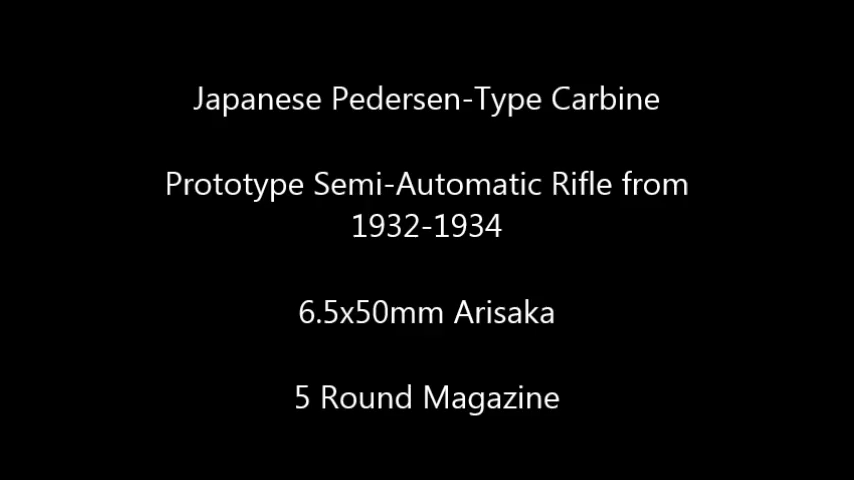 Japanese Pedersen-Type Carbine
Prototype Semi-Automatic Rifle from
1932-1934
6.5x50mm Arisaka
5 Round Magazine